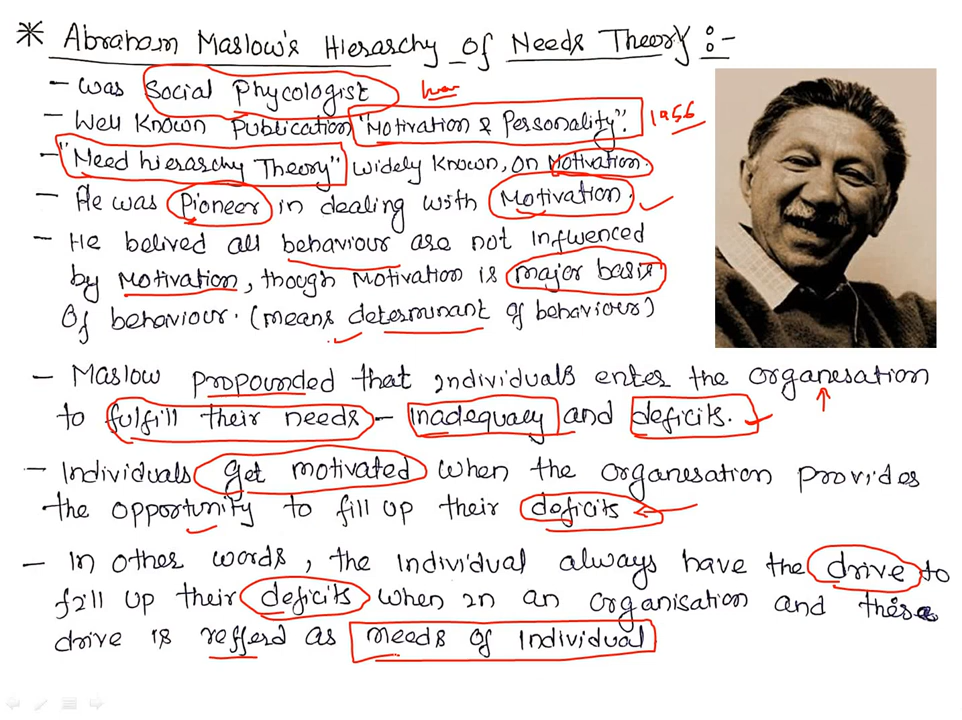 * Abraham Maslow's Hierarchy of Needs Theory :-
- Was Social Phycologist
- Well Known Publication "Motivation & Personality". 1956
- "Need hierarchy Theory" widely known, on Motivation.
- He was Pioneer in dealing with Motivation.
- He belived all behaviour are not Influenced
by Motivation, though Motivation is major basis
Of behaviour. (means determinant of behaviour)
- Maslow propounded that individuals enter the organesation
to fulfill their needs - inadequacy and deficits.
- Individuals get motivated when the organesation provides
the opportunity to fill up their deficits
- In other words, the individual always have the drive to
fill up their deficits when in an organisation and this
drive is refferd as needs of individual